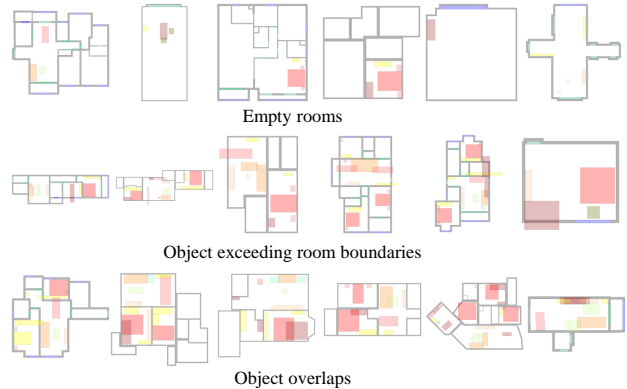 Empty rooms
Object exceeding room boundaries
Object overlaps